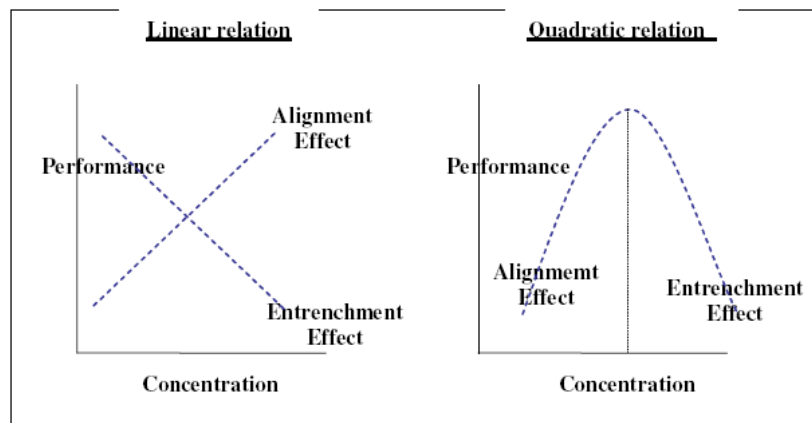 Linear relation
Alignment
Effect
Performance
Entrenchment
Effect
Concentration
Quadratic relation
Performance
Alignmemt
Effect
Entrenchment
Effect
Concentration